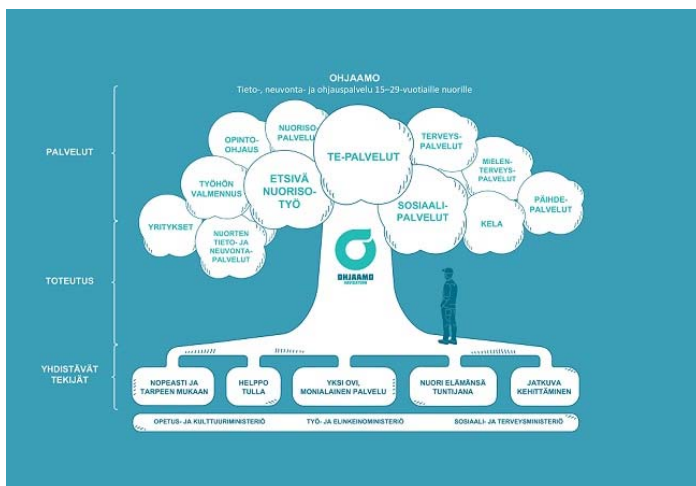 OHJAAMO
Tieto-, neuvonta- ja ohjauspalvelu 15–29-vuotiaille nuorille
PALVELUT
OPINTO-
OHJAUS
NUORISO-
PALVELU
TE-PALVELUT
TERVEYS-
PALVELUT
MIELEN-
TERVEYS-
PALVELUT
TYÖHÖN
VALMENNUS
ETSIVÄ
NUORISO-
TYÖ
SOSIAALI-
PALVELUT
PÄIHDE-
PALVELUT
YRITYKSET
NUORTEN
TIETO- JA
NEUVONTA-
PALVELUT
KELA
TOTEUTUS
OHJAAMO
YHDISTÄVÄT
TEKIJÄT
NOPEASTI JA
TARPEEN MUKAAN
HELPPO
TULLA
YKSI OVI,
MONIALAINEN PALVELU
NUORI ELÄMÄNSÄ
TUNTIJANA
JATKUVA
KEHITTÄMINEN
OPETUS- JA KULTTUURIMINISTERIÖ
TYÖ- JA ELINKEINOMINISTERIÖ
SOSIAALI- JA TERVEYSMINISTERIÖ